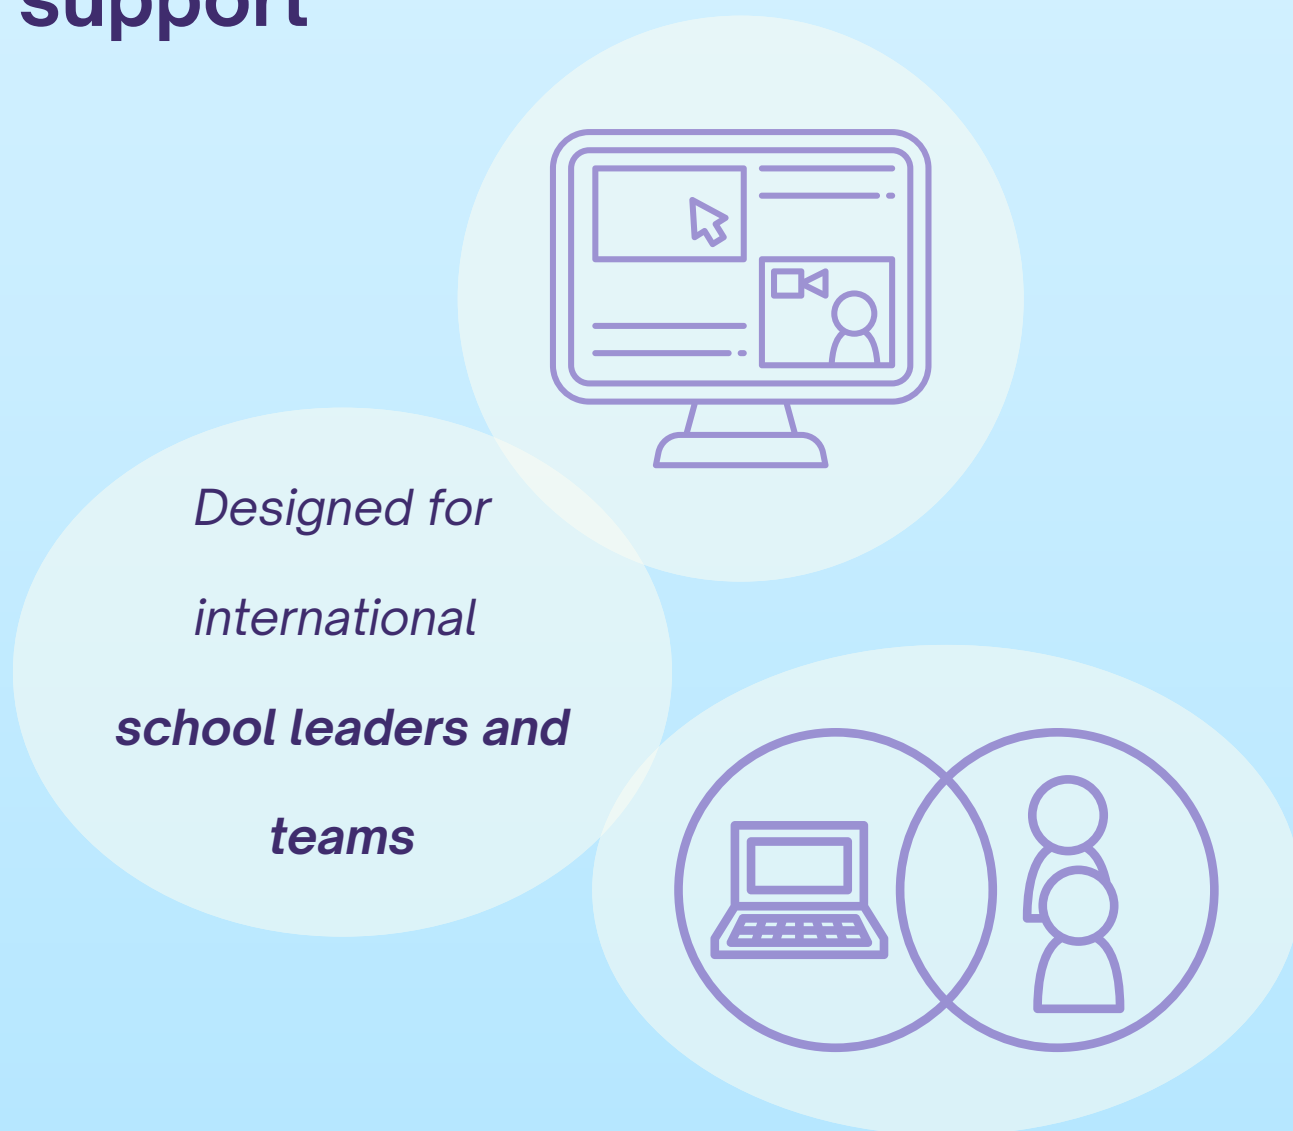 support
Designed for
international
school leaders and
teams